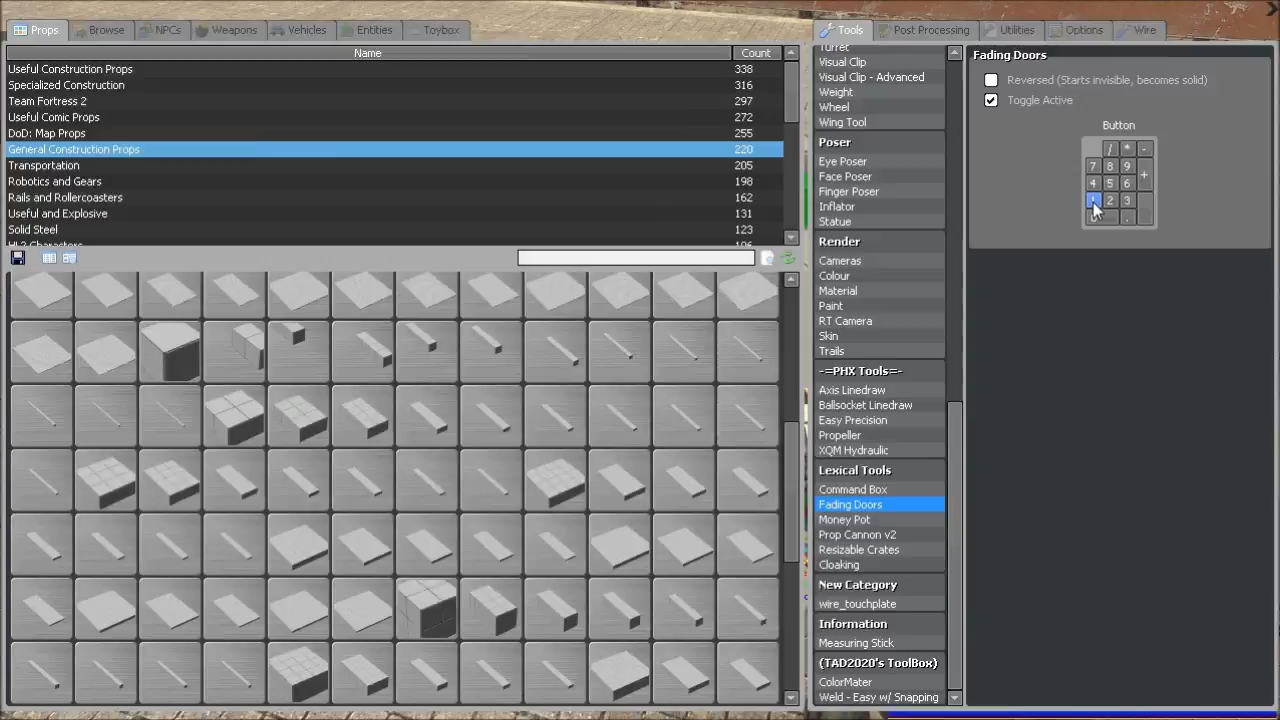 Props
Browse
NPCs
Weapons
Vehicles
Entities
Toybox
Name
Count
Useful Construction Props 338
Specialized Construction 316
Team Fortress 2 297
Useful Comic Props 272
DoD: Map Props 255
General Construction Props 220
Transportation 205
Robotics and Gears 198
Rails and Rollercoasters 162
Useful and Explosive 131
Solid Steel 123
HL2 Characters 106
Tools
Post Processing
Utilities
Options
Wire
Turret
Visual Clip
Visual Clip - Advanced
Weight
Wheel
Wing Tool
Poser
Eye Poser
Face Poser
Finger Poser
Inflator
Statue
Render
Cameras
Colour
Material
Paint
RT Camera
Skin
Trails
-=PHX Tools=-
Axis Linedraw
Ballsocket Linedraw
Easy Precision
Propeller
XQM Hydraulic
Lexical Tools
Command Box
Fading Doors
Money Pot
Prop Cannon v2
Resizable Crates
Cloaking
New Category
wire_touchplate
Information
Measuring Stick
(TAD2020's ToolBox)
ColorMater
Weld - Easy w/ Snapping
Fading Doors
Reversed (Starts invisible, becomes solid)
Toggle Active
Button
/ * -
7 8 9 +
4 5 6
1 2 3
0 .